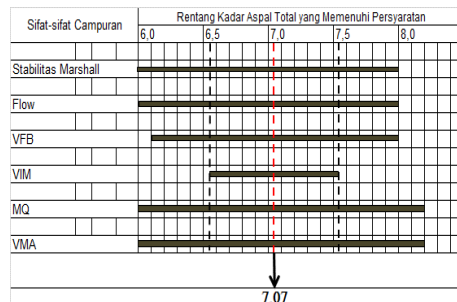 Sifat-sifat Campuran
Rentang Kadar Aspal Total yang Memenuhi Persyaratan
6,0 6,5 7,0 7,5 8,0
Stabilitas Marshall
Flow
VFB
VIM
MQ
VMA
7.07